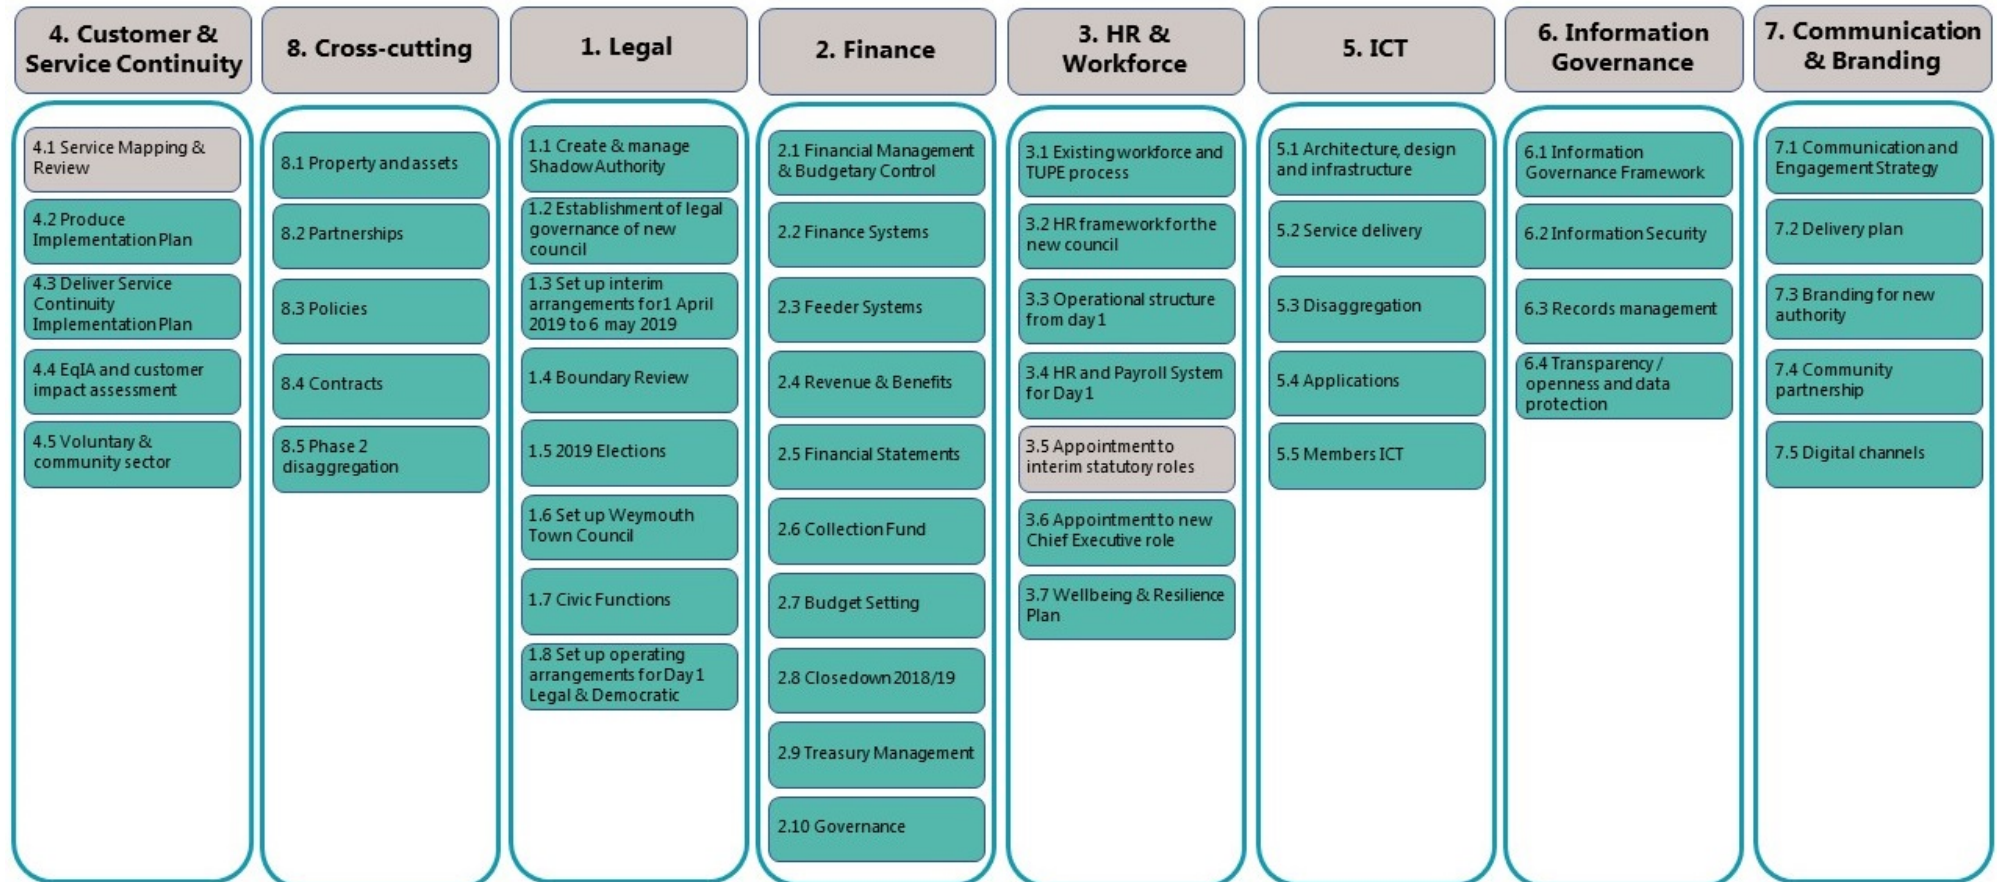 4. Customer &
Service Continuity
4.1 Service Mapping &
Review
4.2 Produce
Implementation Plan
4.3 Deliver Service
Continuity
Implementation Plan
4.4 EqIA and customer
impact assessment
4.5 Voluntary &
community sector
8. Cross-cutting
8.1 Property and assets
8.2 Partnerships
8.3 Policies
8.4 Contracts
8.5 Phase 2
disaggregation
1. Legal
1.1 Create & manage
Shadow Authority
1.2 Establishment of legal
governance of new
council
1.3 Set up interim
arrangements for 1 April
2019 to 6 may 2019
1.4 Boundary Review
1.5 2019 Elections
1.6 Set up Weymouth
Town Council
1.7 Civic Functions
1.8 Set up operating
arrangements for Day 1
Legal & Democratic
2. Finance
2.1 Financial Management
& Budgetary Control
2.2 Finance Systems
2.3 Feeder Systems
2.4 Revenue & Benefits
2.5 Financial Statements
2.6 Collection Fund
2.7 Budget Setting
2.8 Closedown 2018/19
2.9 Treasury Management
2.10 Governance
3. HR &
Workforce
3.1 Existing workforce and
TUPE process
3.2 HR framework for the
new council
3.3 Operational structure
from day 1
3.4 HR and Payroll System
for Day 1
3.5 Appointment to
interim statutory roles
3.6 Appointment to new
Chief Executive role
3.7 Wellbeing & Resilience
Plan
5. ICT
5.1 Architecture, design
and infrastructure
5.2 Service delivery
5.3 Disaggregation
5.4 Applications
5.5 Members ICT
6. Information
Governance
6.1 Information
Governance Framework
6.2 Information Security
6.3 Records management
6.4 Transparency /
openness and data
protection
7. Communication
& Branding
7.1 Communication and
Engagement Strategy
7.2 Delivery plan
7.3 Branding for new
authority
7.4 Community
partnership
7.5 Digital channels